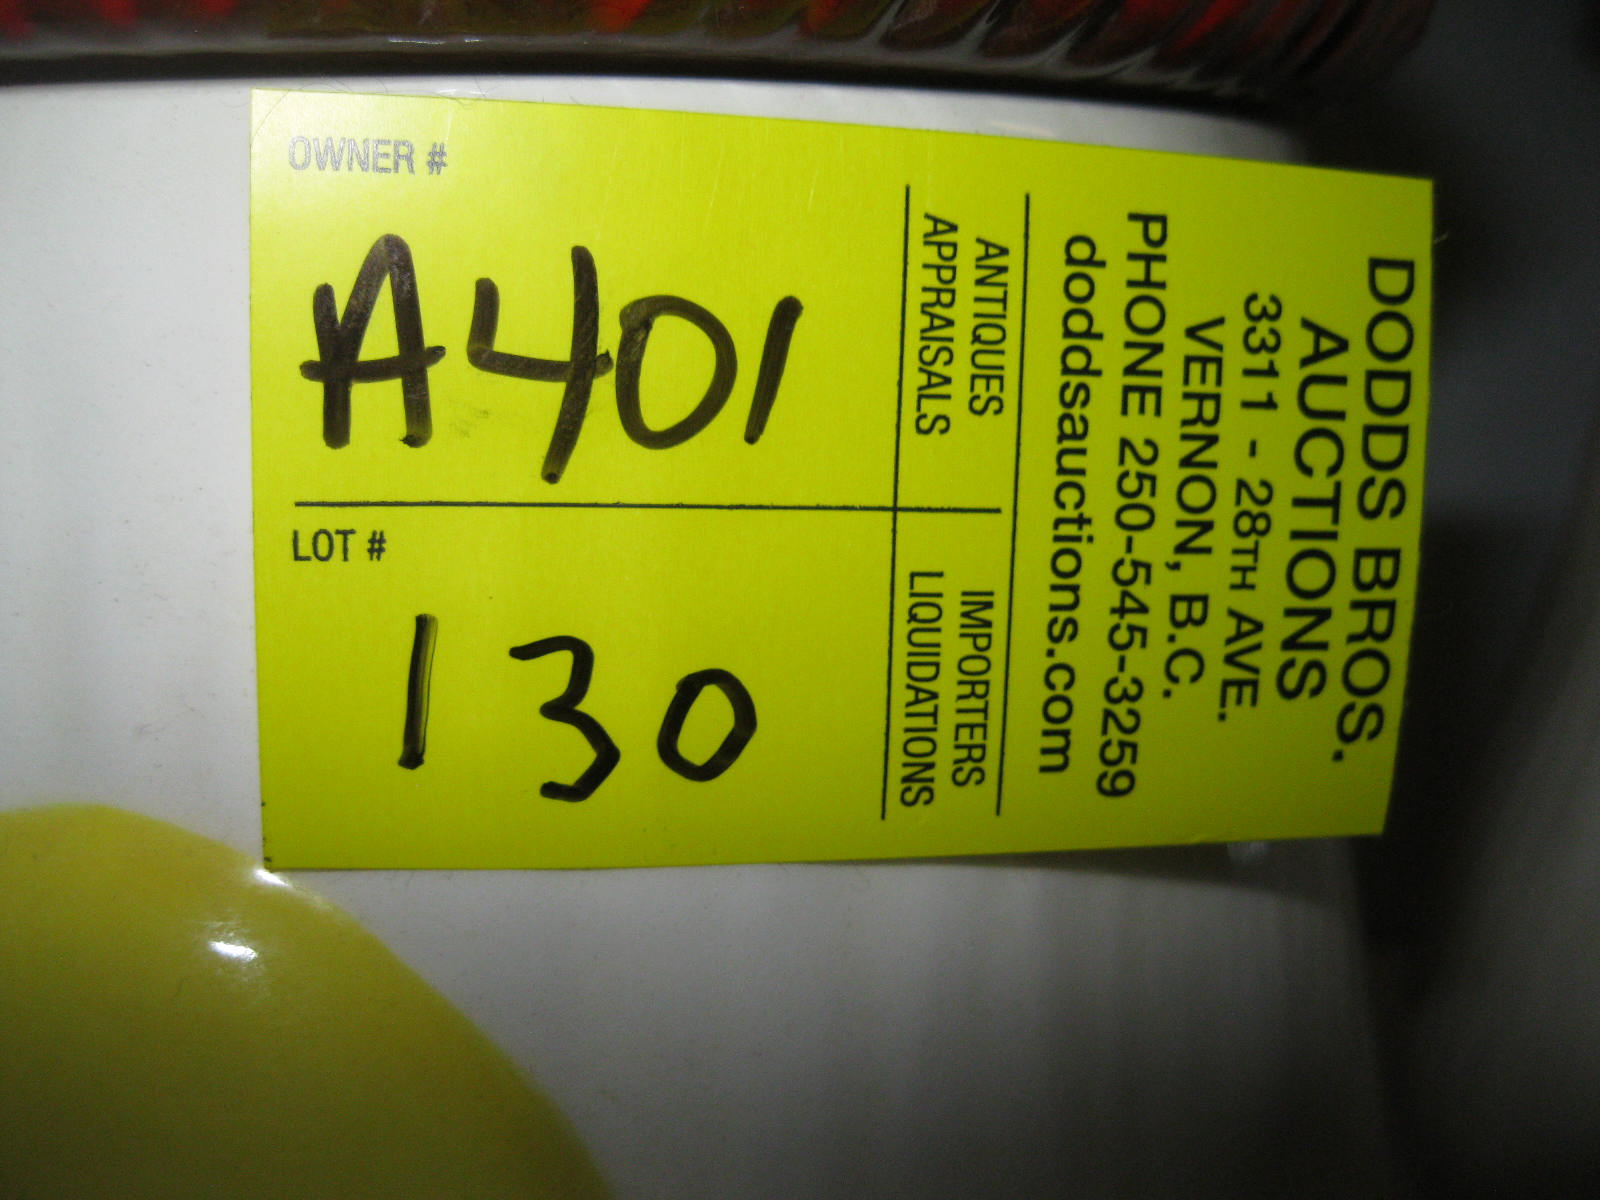 DODDS BROS.
AUCTIONS
3311 - 28TH AVE.
VERNON, B.C.
PHONE 250-545-3259
doddsauctions.com
ANTIQUES
APPRAISALS
IMPORTERS
LIQUIDATIONS
OWNER #
A401
LOT #
130